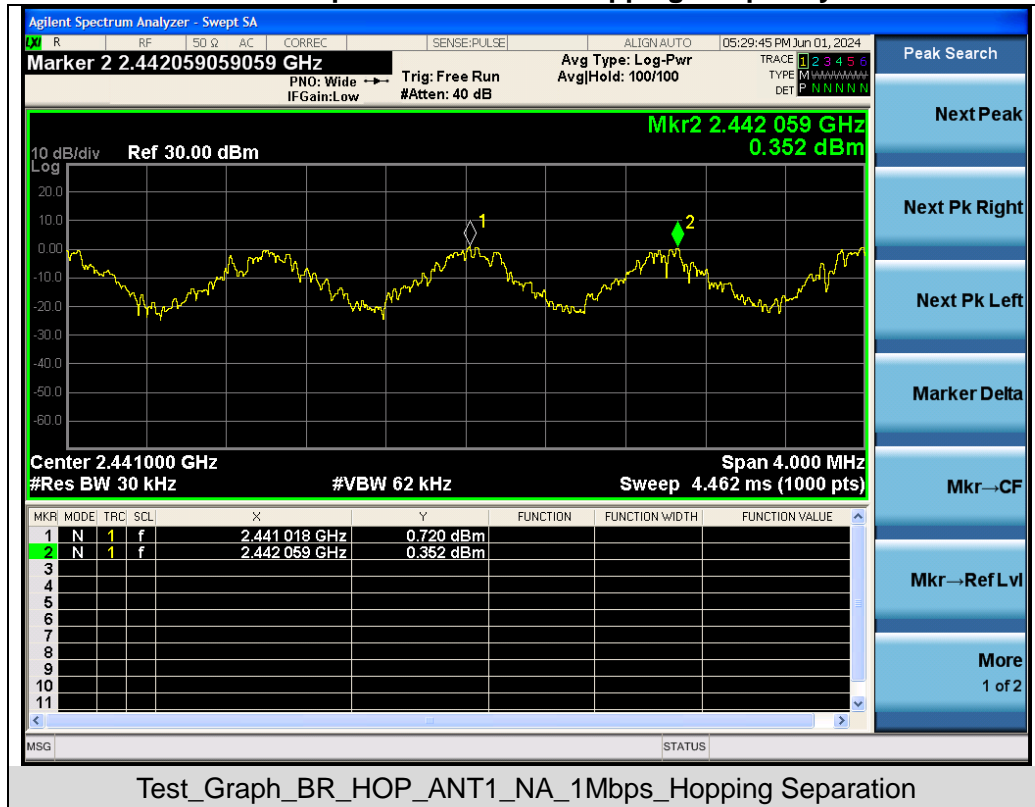 Agilent Spectrum Analyzer - Swept SA
LXI R RF 50 Ω AC CORREC SENSE:PULSE ALIGN AUTO 05:29:45 PM Jun 01, 2024
Marker 2 2.442059059059 GHz
PNO: Wide
IFGain:Low
Trig: Free Run
#Atten: 40 dB
Avg Type: Log-Pwr
Avg|Hold: 100/100
TRACE 1 2 3 4 5 6
TYPE M
DET P N N N N N
Mkr2 2.442 059 GHz
0.352 dBm
10 dB/div Ref 30.00 dBm
Log
20.0
10.0
0.00
-10.0
-20.0
-30.0
-40.0
-50.0
-60.0
1
2
Center 2.441000 GHz Span 4.000 MHz
#Res BW 30 kHz #VBW 62 kHz Sweep 4.462 ms (1000 pts)
MKR MODE TRC SCL X Y FUNCTION FUNCTION WIDTH FUNCTION VALUE
1 N 1 f 2.441 018 GHz 0.720 dBm
2 N 1 f 2.442 059 GHz 0.352 dBm
3
4
5
6
7
8
9
10
11
MSG STATUS
Peak Search
Next Peak
Next Pk Right
Next Pk Left
Marker Delta
Mkr→CF
Mkr→Ref Lvl
More
1 of 2
Test_Graph_BR_HOP_ANT1_NA_1Mbps_Hopping Separation